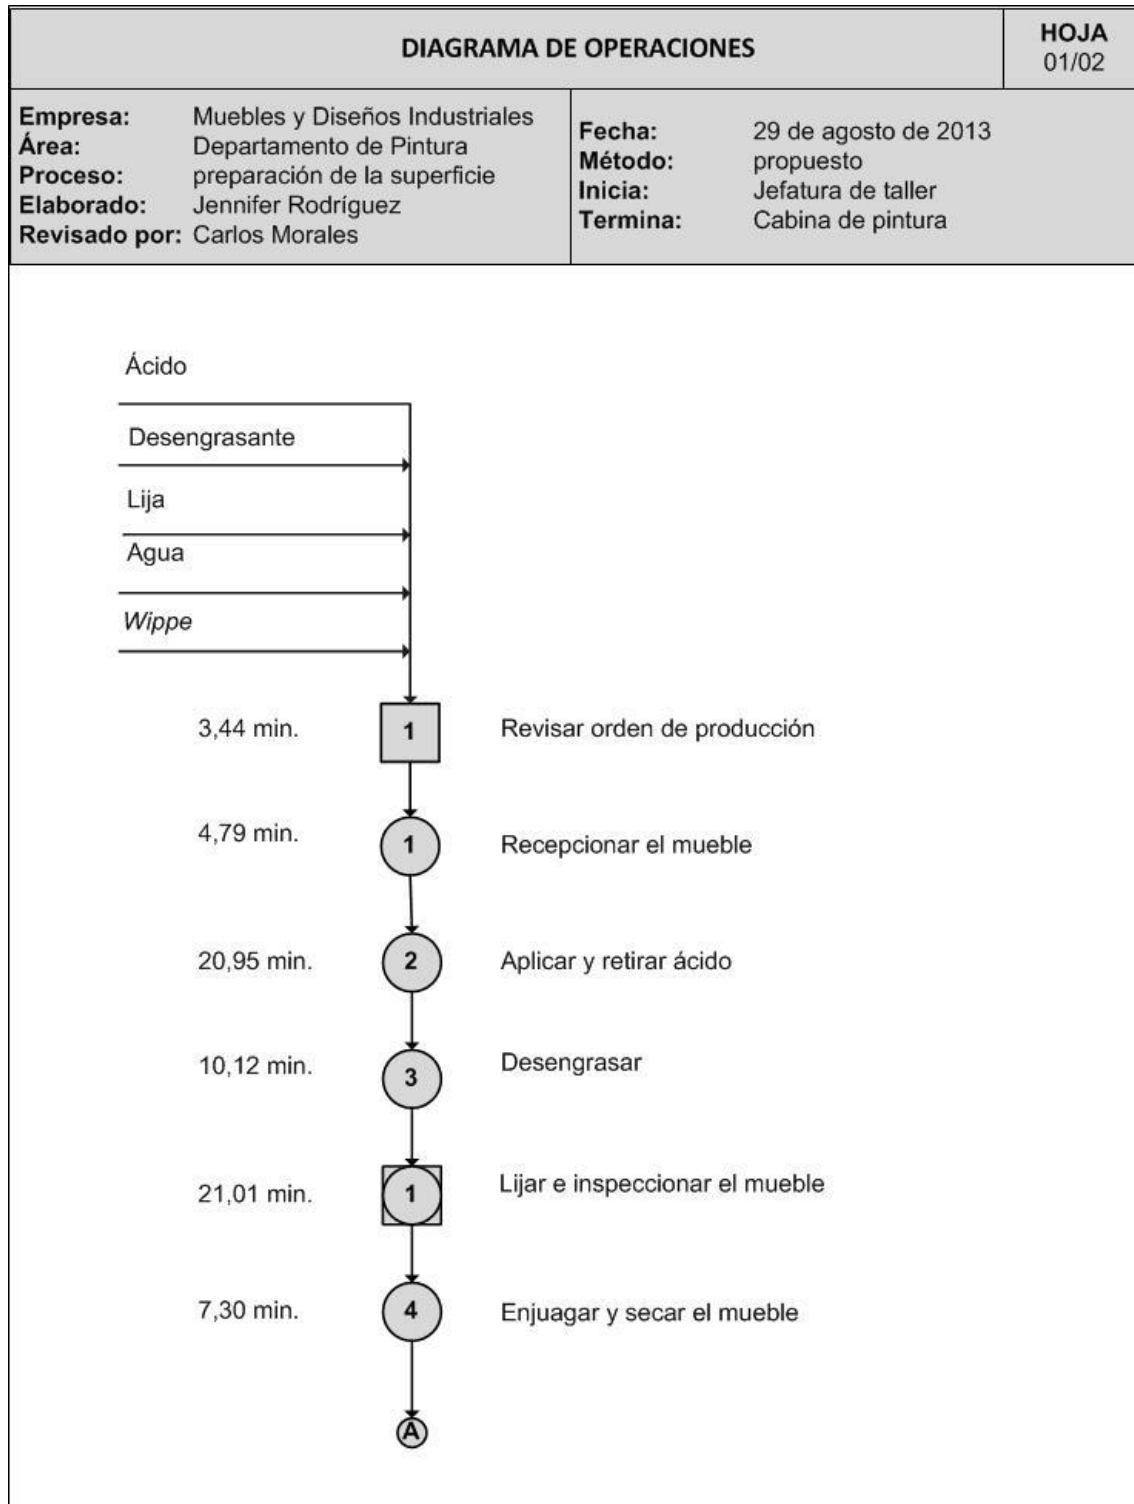 DIAGRAMA DE OPERACIONES
HOJA
01/02
Empresa: Muebles y Diseños Industriales
Área: Departamento de Pintura
Proceso: preparación de la superficie
Elaborado: Jennifer Rodríguez
Revisado por: Carlos Morales
Fecha: 29 de agosto de 2013
Método: propuesto
Inicia: Jefatura de taller
Termina: Cabina de pintura
Ácido
Desengrasante
Lija
Agua
Wippe
3,44 min. 1 Revisar orden de producción
4,79 min. 1 Recepcionar el mueble
20,95 min. 2 Aplicar y retirar ácido
10,12 min. 3 Desengrasar
21,01 min. 1 Lijar e inspeccionar el mueble
7,30 min. 4 Enjuagar y secar el mueble
A